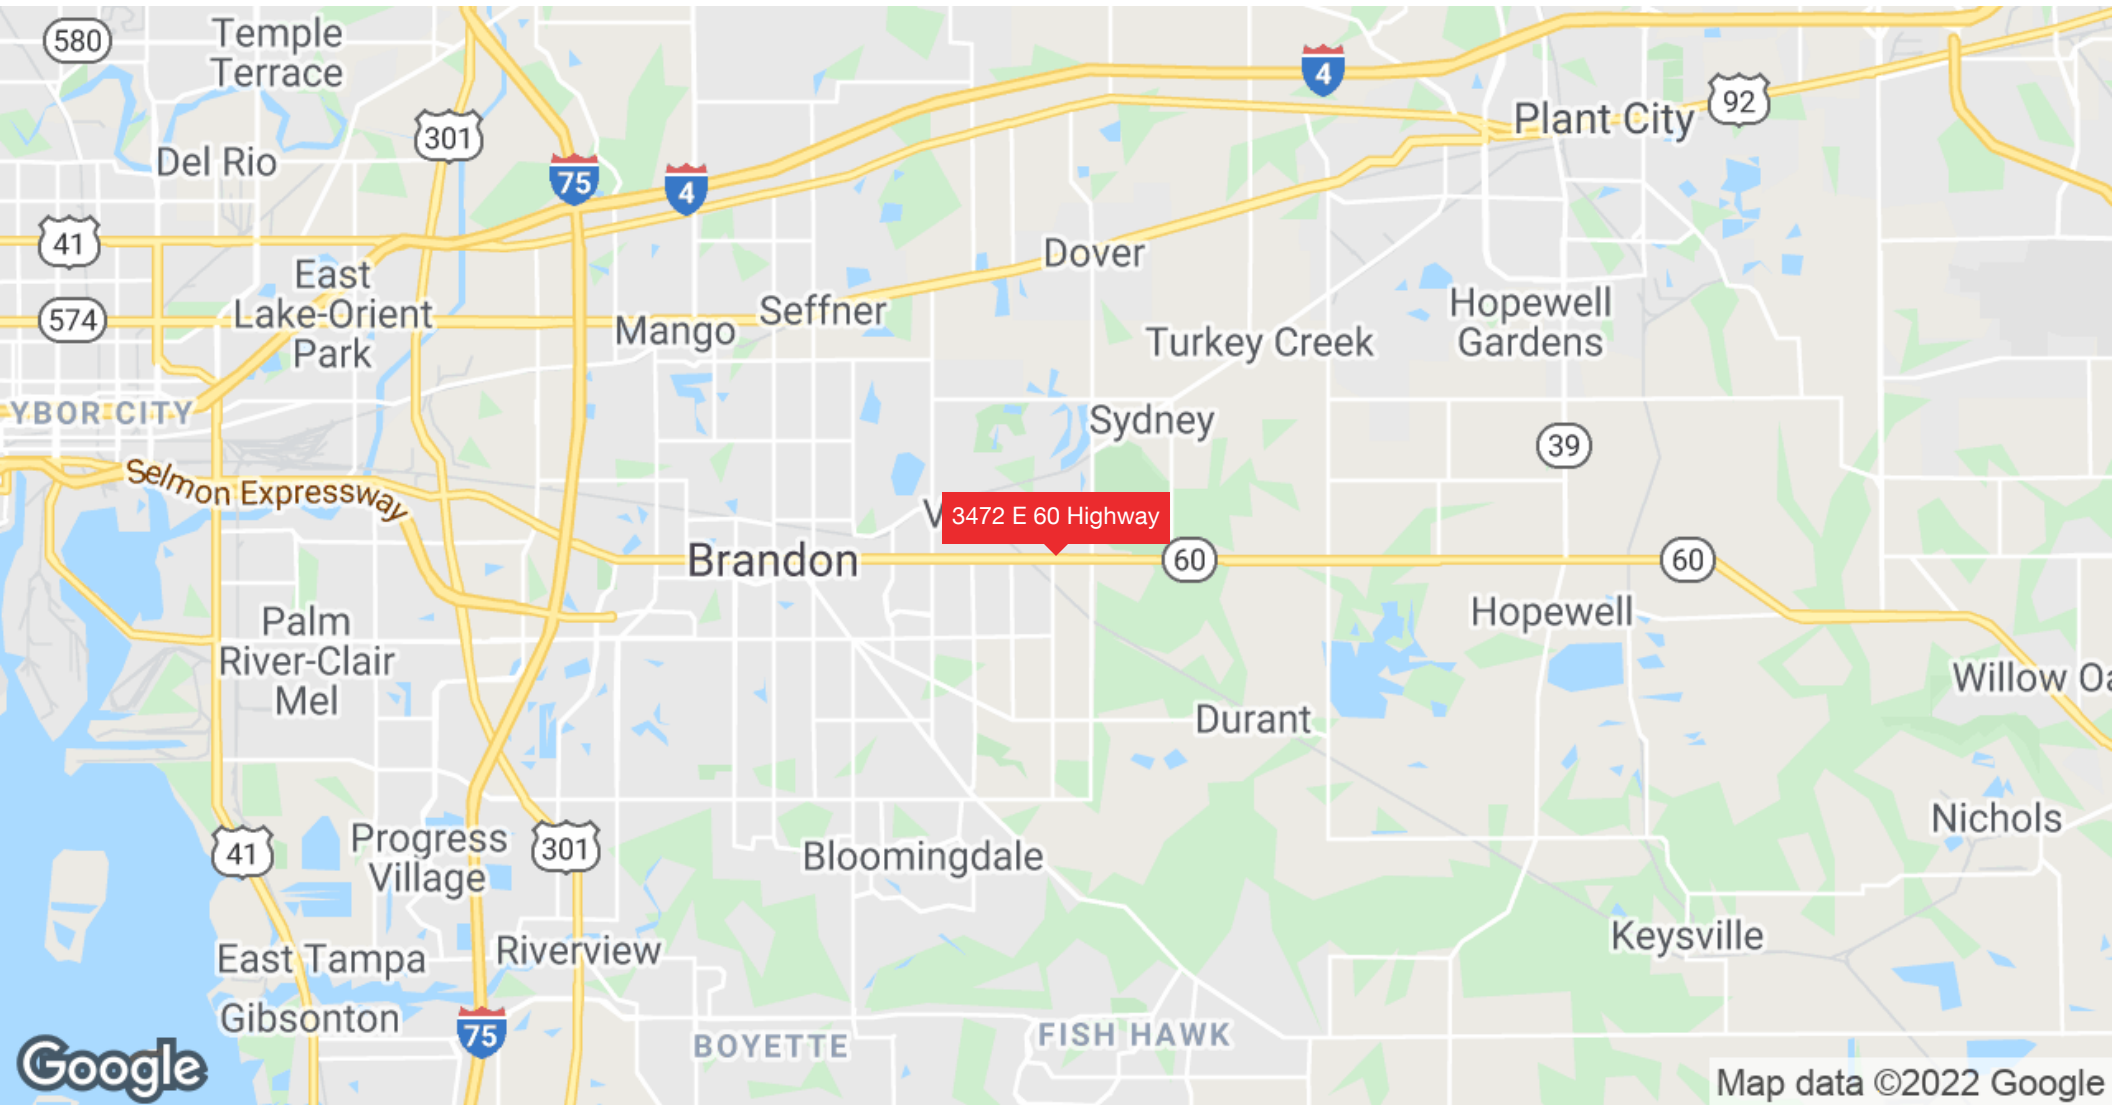 580
Temple
Terrace
4
92
Plant City
301
Del Rio
75
4
41
Dover
East
Lake-Orient
Park
574
Seffner
Mango
Hopewell
Gardens
Turkey Creek
YBOR CITY
Sydney
39
Selmon Expressway
3472 E 60 Highway
Brandon
60
60
Palm
River-Clair
Mel
Hopewell
Willow Oa
Durant
Progress
Village
41
301
Bloomingdale
Nichols
Keysville
East Tampa
Riverview
Gibsonton
75
BOYETTE
FISH HAWK
Google
Map data ©2022 Google